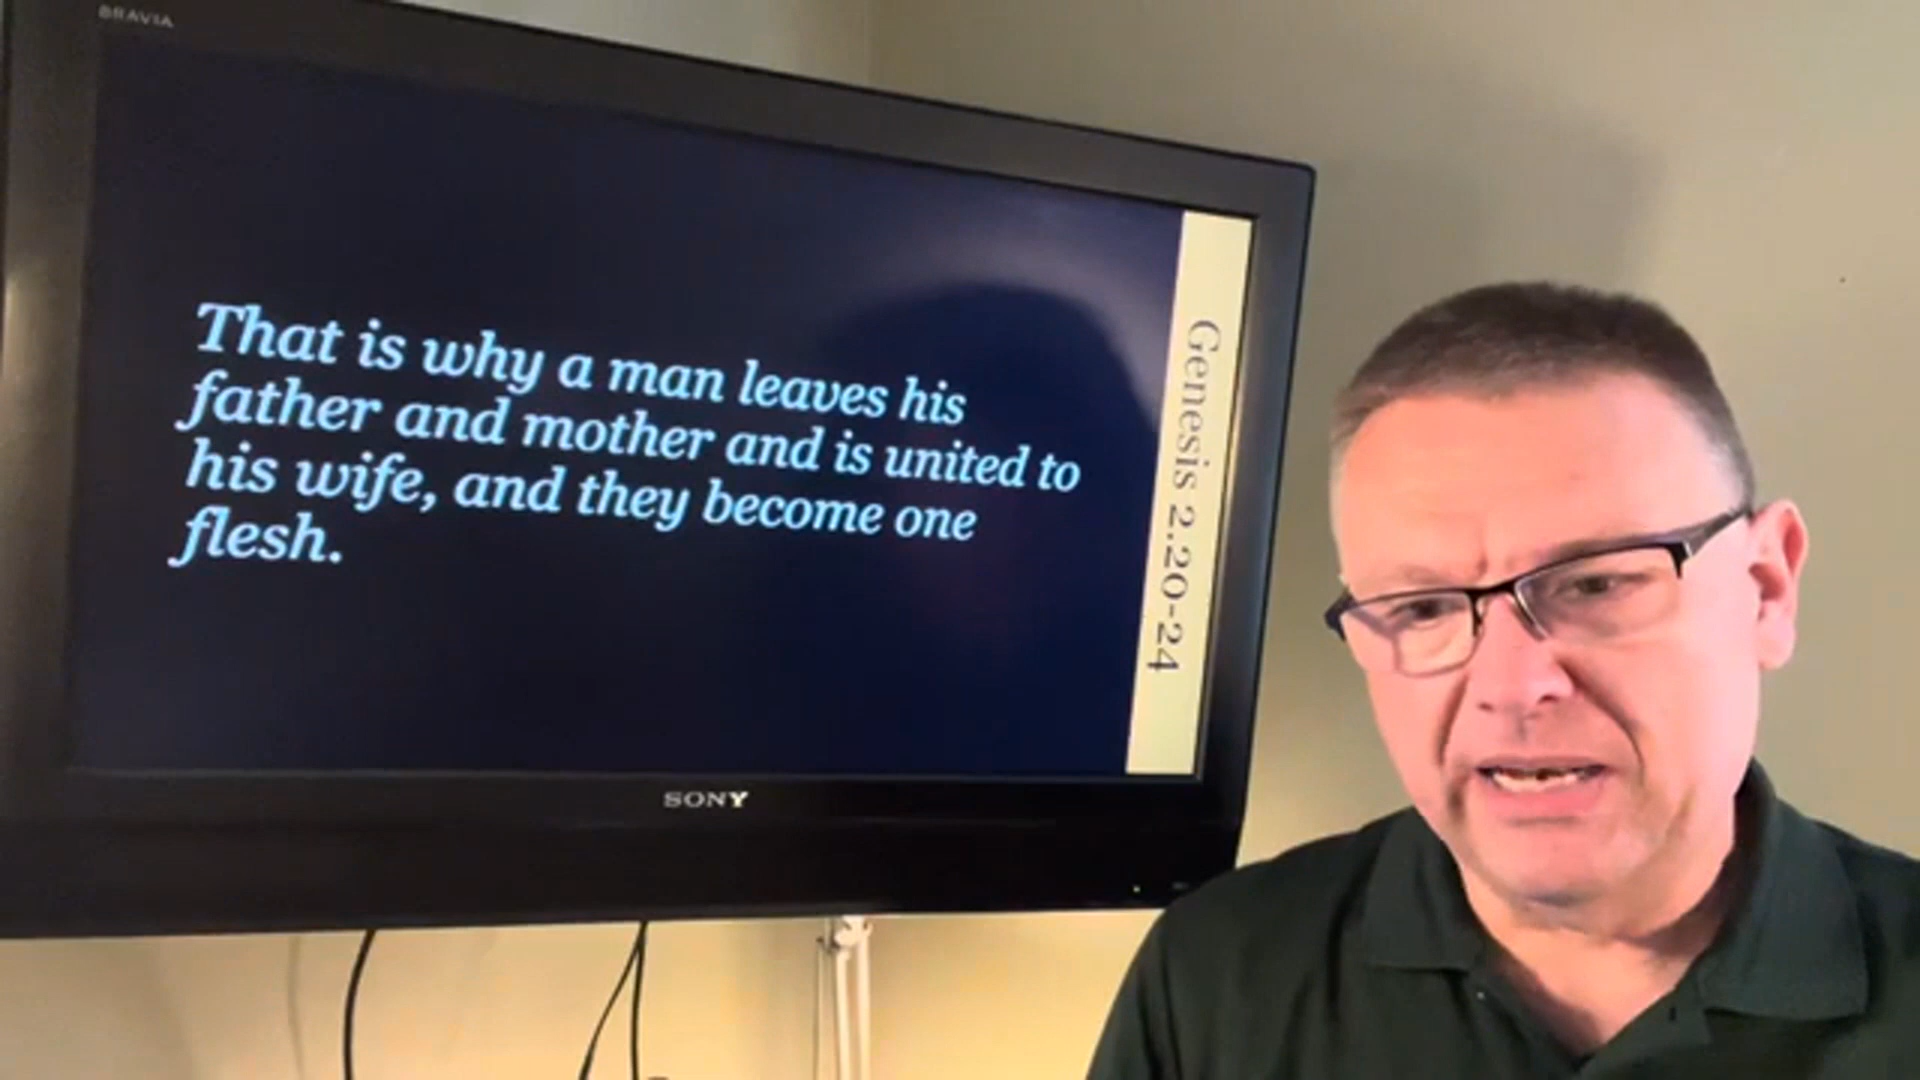 BRAVIA
That is why a man leaves his
father and mother and is united to
his wife, and they become one
flesh.
Genesis 2.20-24
SONY